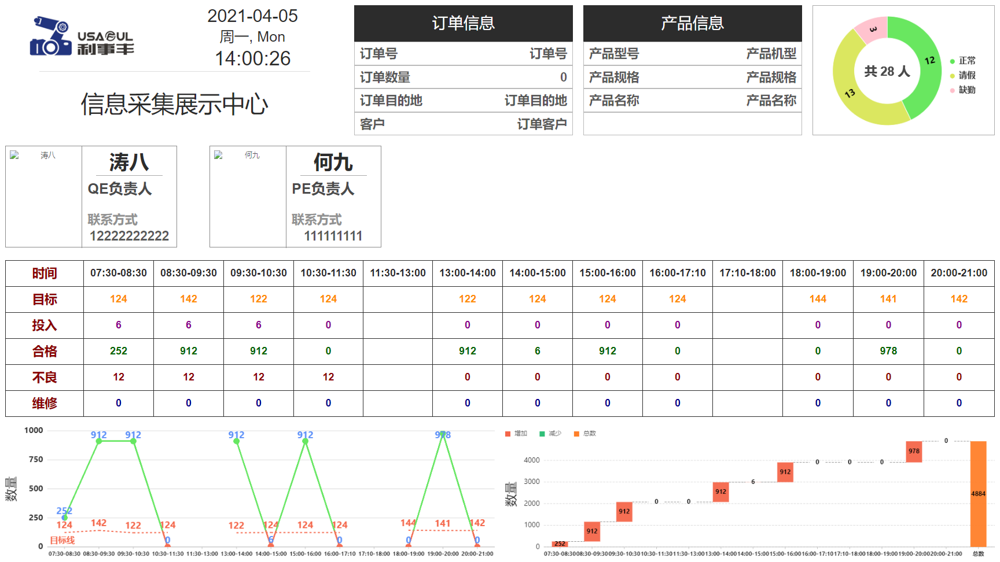 USAGUL
利事丰
2021-04-05
周一, Mon
14:00:26
信息采集展示中心
订单信息
订单号 订单号
订单数量 0
订单目的地 订单目的地
客户 订单客户
产品信息
产品型号 产品机型
产品规格 产品规格
产品名称 产品名称
3
12
13
共 28 人
正常
请假
缺勤
涛八
涛八
QE负责人
联系方式
12222222222
何九
何九
PE负责人
联系方式
111111111
时间 07:30-08:30 08:30-09:30 09:30-10:30 10:30-11:30 11:30-13:00 13:00-14:00 14:00-15:00 15:00-16:00 16:00-17:10 17:10-18:00 18:00-19:00 19:00-20:00 20:00-21:00
目标 124 142 122 124 122 124 124 124 144 141 142
投入 6 6 6 0 0 0 0 0 0 0 0
合格 252 912 912 0 912 6 912 0 0 978 0
不良 12 12 12 12 0 0 0 0 0 0 0
维修 0 0 0 0 0 0 0 0 0 0 0
数量
1000
750
500
250
0
912 912 912 912 978
252
124 142 122 124 122 124 124 124 144 141 142
目标线
0 6 0 0 0
07:30-08:30 08:30-09:30 09:30-10:30 10:30-11:30 11:30-13:00 13:00-14:00 14:00-15:00 15:00-16:00 16:00-17:10 17:10-18:00 18:00-19:00 19:00-20:00 20:00-21:00
增加 减少 总数
数量
4000
3000
2000
1000
0
252 912 912 0 0 912 6 912 0 0 0 978 0 4884
07:30-08:30 08:30-09:30 09:30-10:30 10:30-11:30 11:30-13:00 13:00-14:00 14:00-15:00 15:00-16:00 16:00-17:10 17:10-18:00 18:00-19:00 19:00-20:00 20:00-21:00 总数